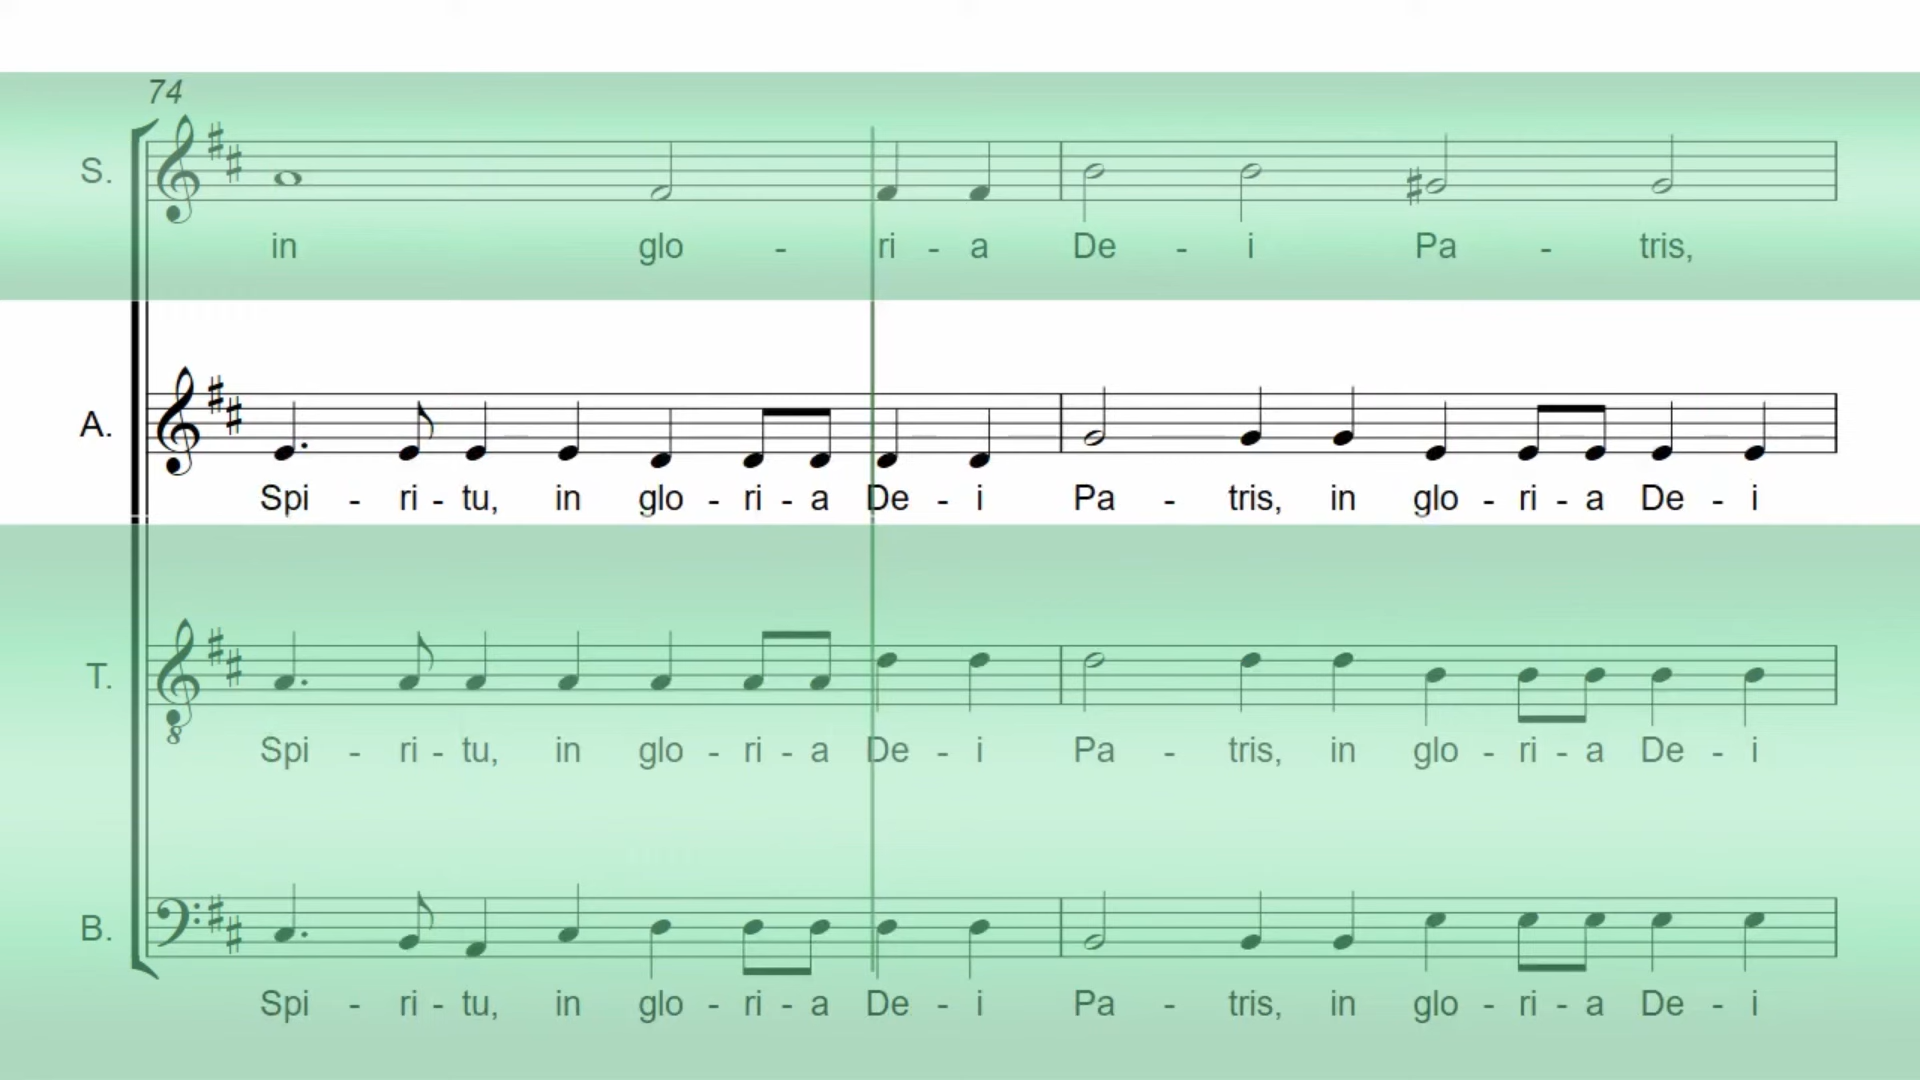 74
S.
in glo - ri - a De - i Pa - tris,
A.
Spi - ri - tu, in glo - ri - a De - i Pa - tris, in glo - ri - a De - i
T.
8
Spi - ri - tu, in glo - ri - a De - i Pa - tris, in glo - ri - a De - i
B.
Spi - ri - tu, in glo - ri - a De - i Pa - tris, in glo - ri - a De - i